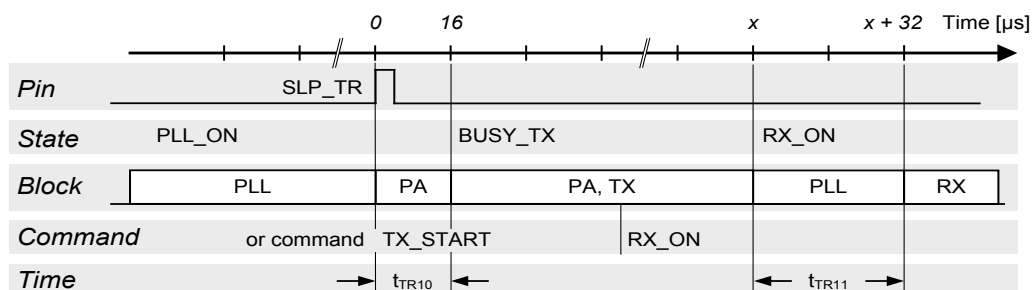 0 16 x x + 32 Time [µs]
Pin SLP_TR
State PLL_ON BUSY_TX RX_ON
Block PLL PA PA, TX PLL RX
Command or command TX_START RX_ON
Time tTR10 tTR11